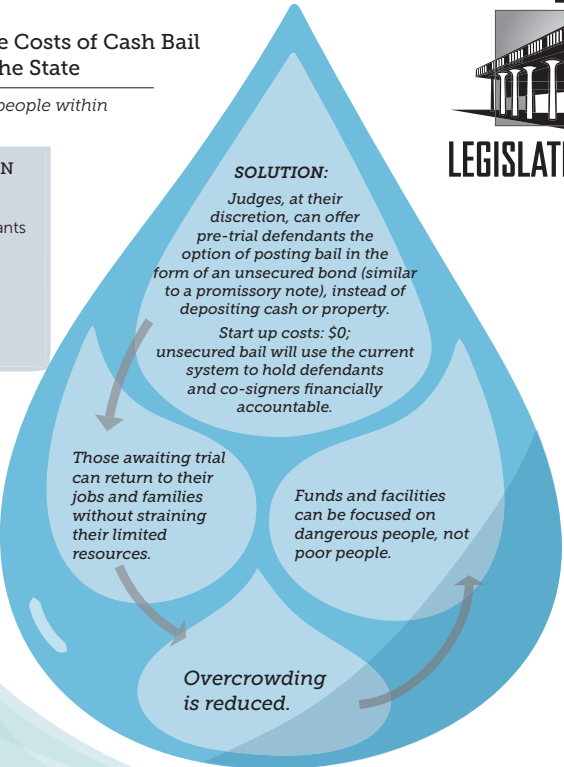 e Costs of Cash Bail
he State
people within
N
ants
LEGISLAT
SOLUTION:
Judges, at their
discretion, can offer
pre-trial defendants the
option of posting bail in the
form of an unsecured bond (similar
to a promissory note), instead of
depositing cash or property.
Start up costs: $0;
unsecured bail will use the current
system to hold defendants
and co-signers financially
accountable.
Those awaiting trial
can return to their
jobs and families
without straining
their limited
resources.
Funds and facilities
can be focused on
dangerous people, not
poor people.
Overcrowding
is reduced.